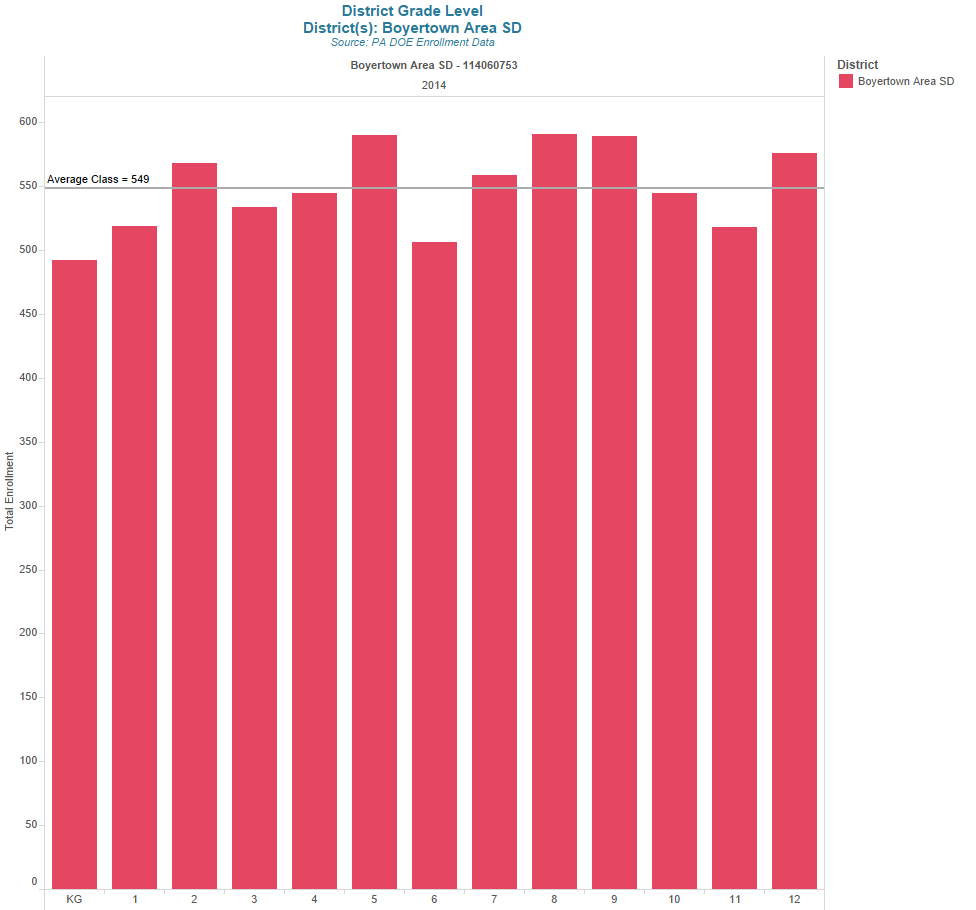 District Grade Level
District(s): Boyertown Area SD
Source: PA DOE Enrollment Data
Boyertown Area SD - 114060753
2014
District
Boyertown Area SD
Total Enrollment
600
550
500
450
400
350
300
250
200
150
100
50
0
Average Class = 549
KG 1 2 3 4 5 6 7 8 9 10 11 12